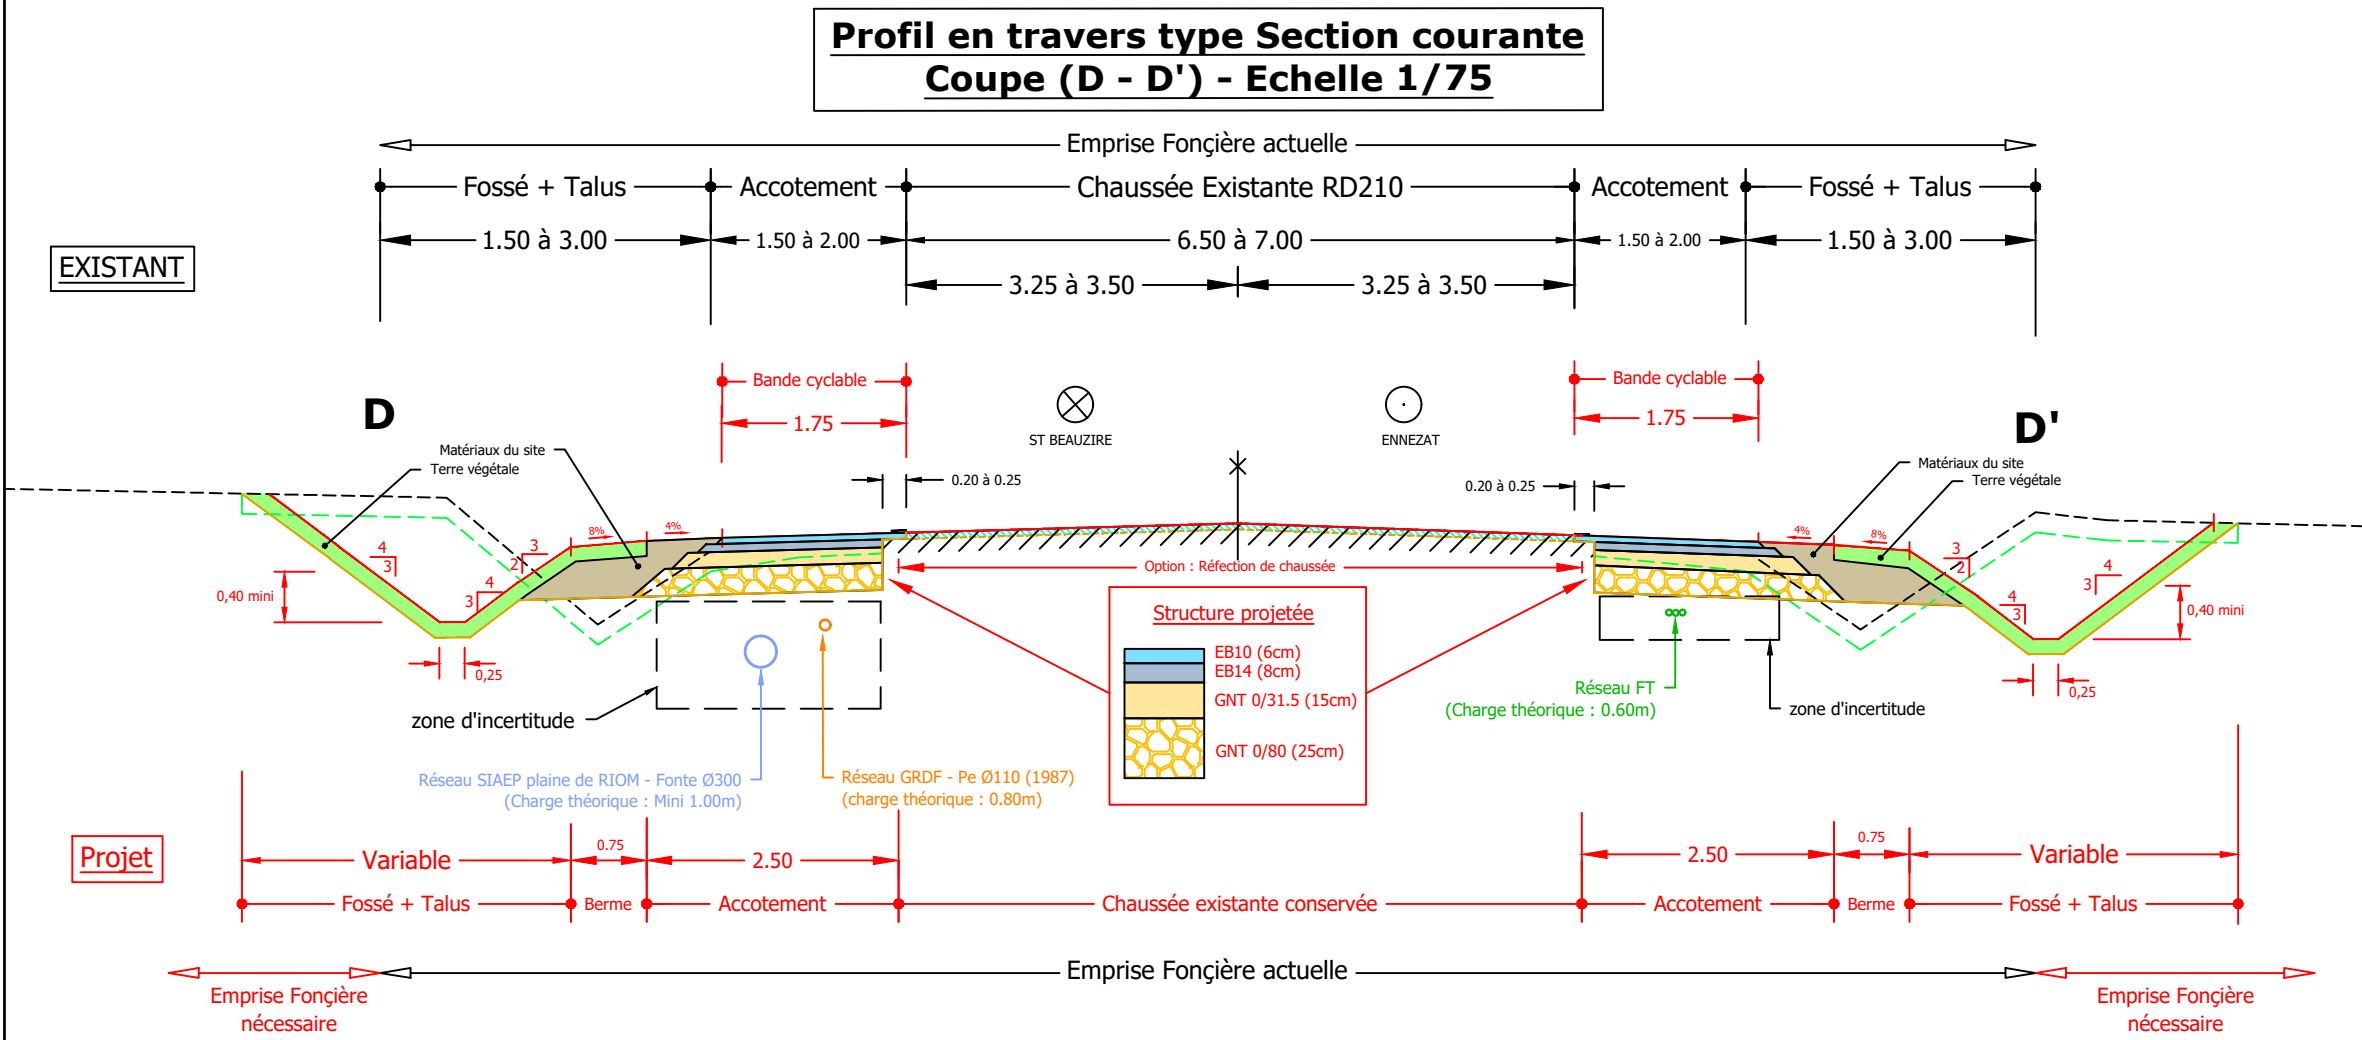 Profil en travers type Section courante
Coupe (D - D') - Echelle 1/75
Emprise Fonçière actuelle
Fossé + Talus
Accotement
Chaussée Existante RD210
Accotement
Fossé + Talus
1.50 à 3.00
1.50 à 2.00
6.50 à 7.00
1.50 à 2.00
1.50 à 3.00
EXISTANT
3.25 à 3.50
3.25 à 3.50
Bande cyclable
Bande cyclable
1.75
1.75
D
ST BEAUZIRE
ENNEZAT
D'
Matériaux du site
Terre végétale
0.20 à 0.25
0.20 à 0.25
Matériaux du site
Terre végétale
8%
4%
4%
8%
4
3
3
2
4
3
3
2
4
3
4
3
0,40 mini
0,40 mini
0,25
0,25
Option : Réfection de chaussée
Structure projetée
EB10 (6cm)
EB14 (8cm)
GNT 0/31.5 (15cm)
GNT 0/80 (25cm)
zone d'incertitude
Réseau FT
(Charge théorique : 0.60m)
zone d'incertitude
Réseau SIAEP plaine de RIOM - Fonte Ø300
(Charge théorique : Mini 1.00m)
Réseau GRDF - Pe Ø110 (1987)
(charge théorique : 0.80m)
Projet
Variable
0.75
2.50
2.50
0.75
Variable
Fossé + Talus
Berme
Accotement
Chaussée existante conservée
Accotement
Berme
Fossé + Talus
Emprise Fonçière actuelle
Emprise Fonçière
nécessaire
Emprise Fonçière
nécessaire